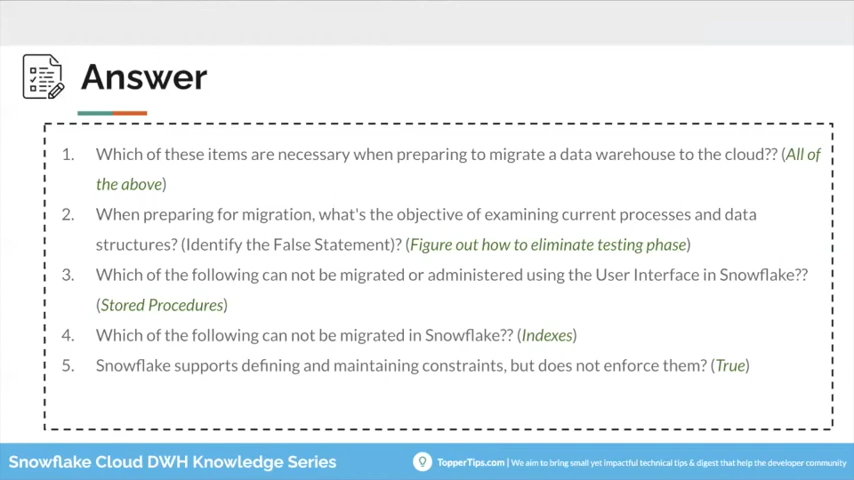 Answer
1. Which of these items are necessary when preparing to migrate a data warehouse to the cloud?? (All of
the above)
2. When preparing for migration, what's the objective of examining current processes and data
structures? (Identify the False Statement)? (Figure out how to eliminate testing phase)
3. Which of the following can not be migrated or administered using the User Interface in Snowflake??
(Stored Procedures)
4. Which of the following can not be migrated in Snowflake?? (Indexes)
5. Snowflake supports defining and maintaining constraints, but does not enforce them? (True)
Snowflake Cloud DWH Knowledge Series
TopperTips.com | We aim to bring small yet impactful technical tips & digest that help the developer community